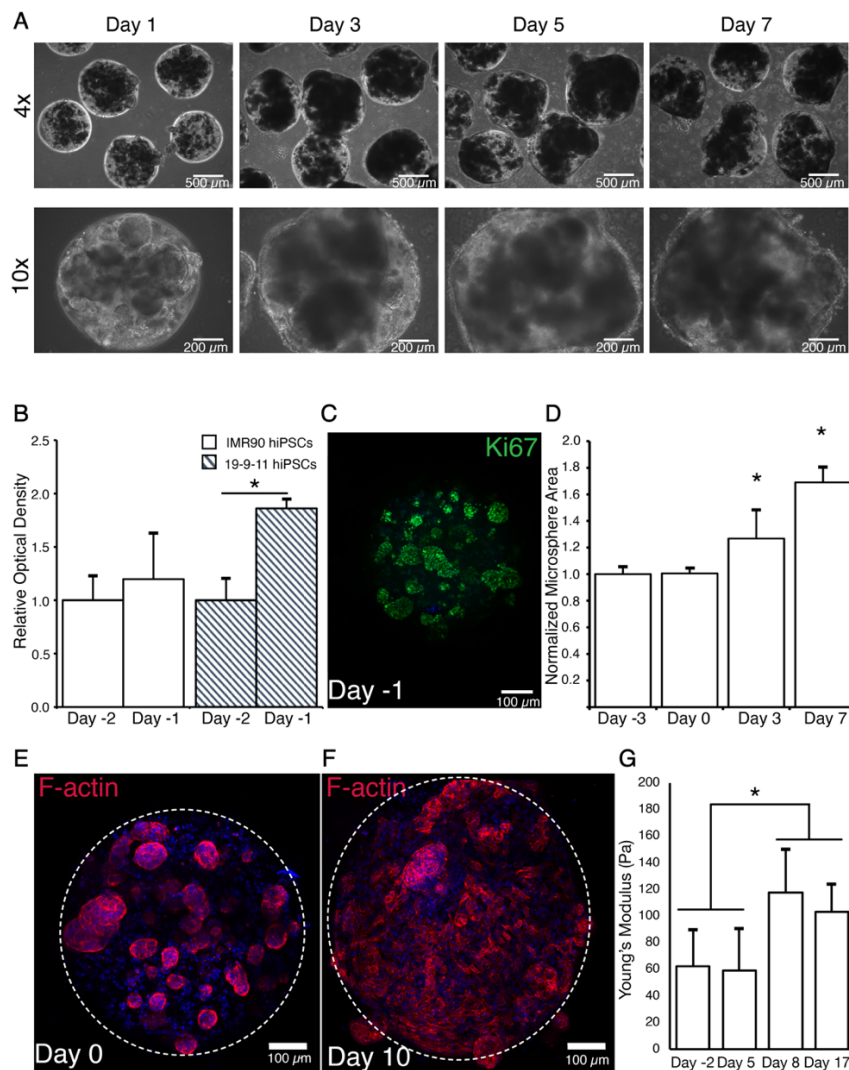 A
Day 1 Day 3 Day 5 Day 7
4x
500 µm 500 µm 500 µm 500 µm
10x
200 µm 200 µm 200 µm 200 µm
B
Relative Optical Density
2.5
2.0
1.5
1.0
0.5
0.0
IMR90 hiPSCs
19-9-11 hiPSCs
*
Day -2 Day -1 Day -2 Day -1
C
Ki67
Day -1
100 µm
D
Normalized Microsphere Area
2.0
1.8
1.6
1.4
1.2
1.0
0.8
0.6
0.4
0.2
* *
Day -3 Day 0 Day 3 Day 7
E
F-actin
Day 0
100 µm
F
F-actin
Day 10
100 µm
G
Young's Modulus (Pa)
200
180
160
140
120
100
80
60
40
20
0
*
Day -2 Day 5 Day 8 Day 17